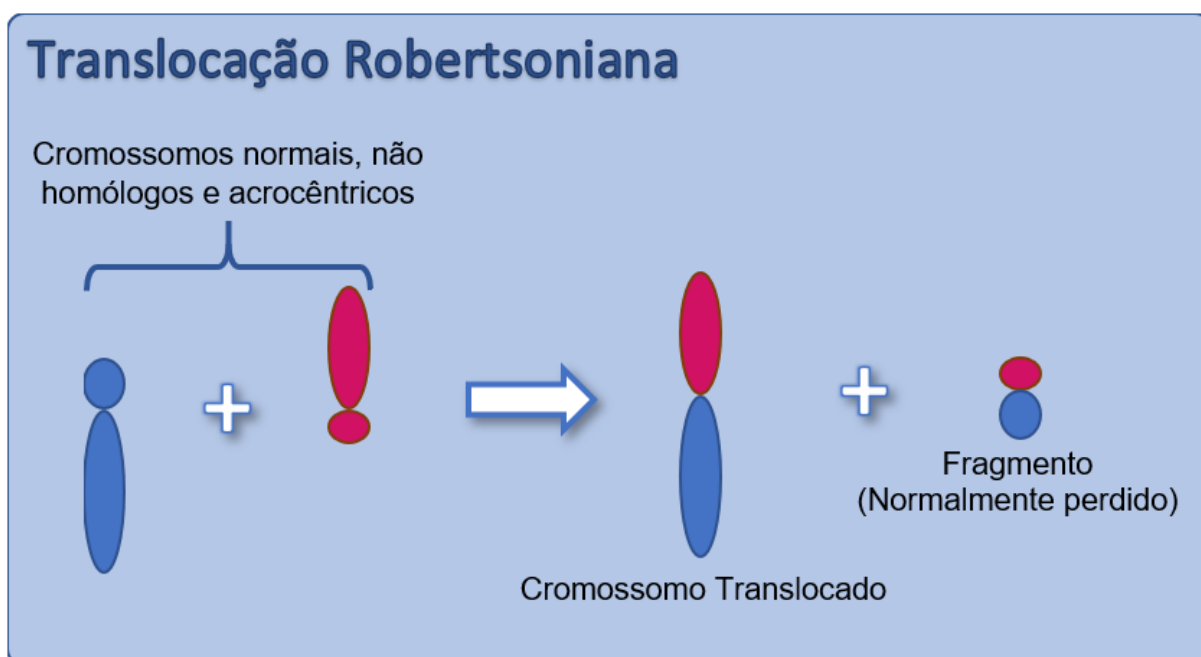 Translocação Robertsoniana
Cromossomos normais, não
homólogos e acrocêntricos
Fragmento
(Normalmente perdido)
Cromossomo Translocado